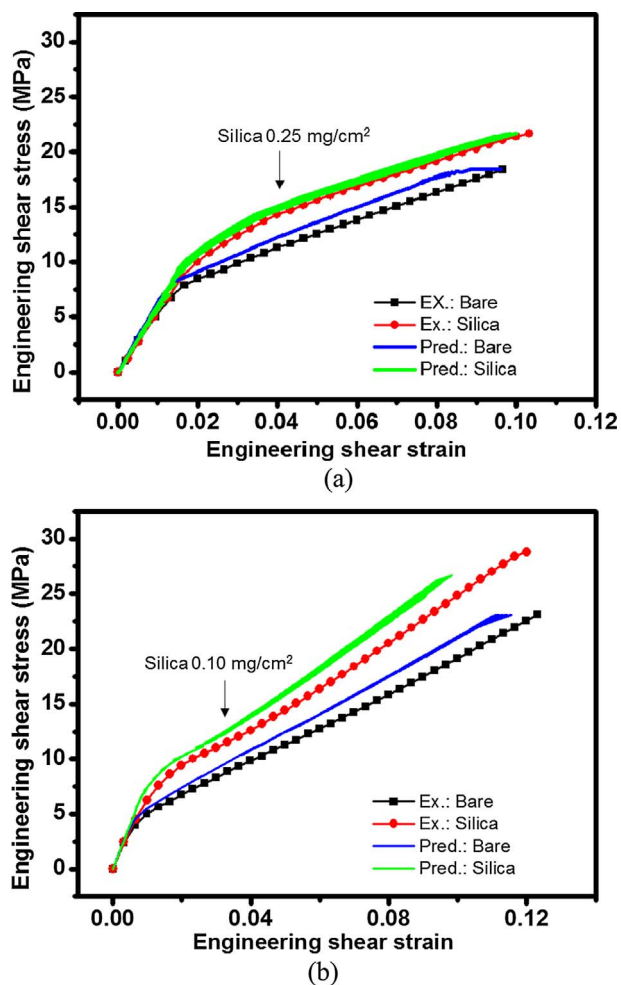 Engineering shear stress (MPa)
30
25
20
15
10
5
0
Silica 0.25 mg/cm²
EX.: Bare
Ex.: Silica
Pred.: Bare
Pred.: Silica
0.00 0.02 0.04 0.06 0.08 0.10 0.12
Engineering shear strain
(a)
Engineering shear stress (MPa)
30
25
20
15
10
5
0
Silica 0.10 mg/cm²
Ex.: Bare
Ex.: Silica
Pred.: Bare
Pred.: Silica
0.00 0.04 0.08 0.12
Engineering shear strain
(b)